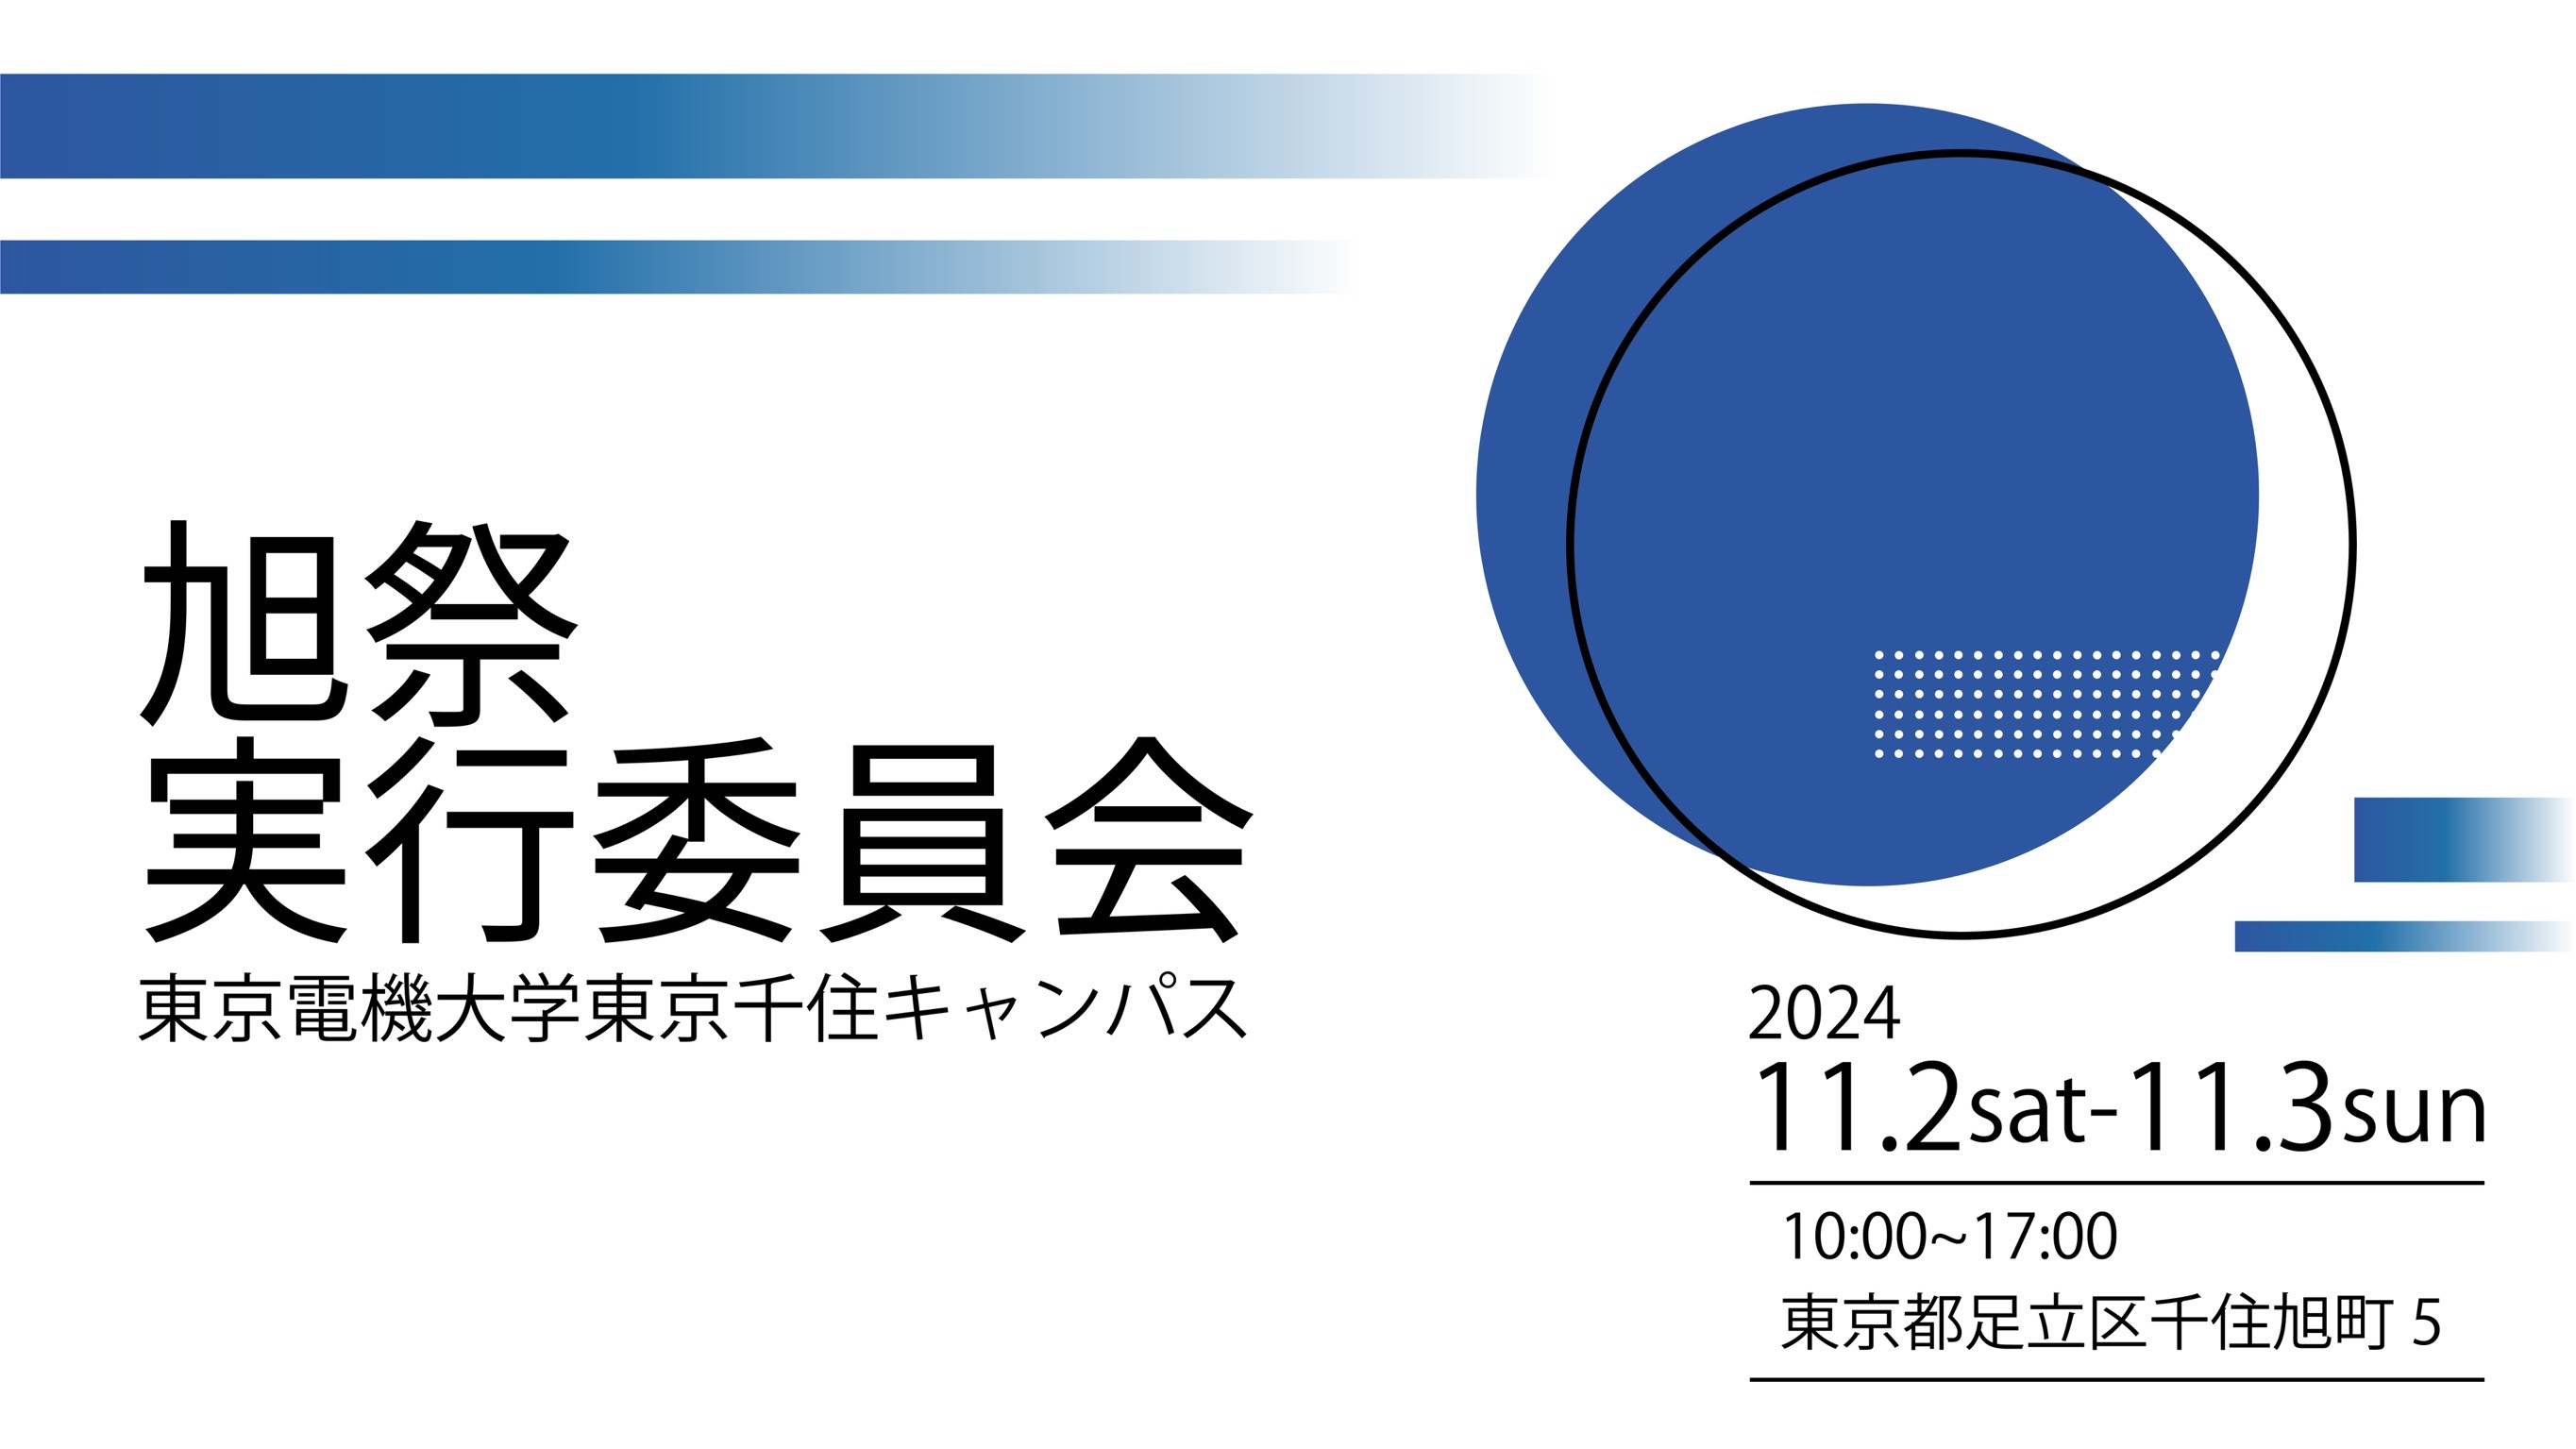 旭祭
実行委員会
東京電機大学東京千住キャンパス
2024
11.2sat-11.3sun
10:00~17:00
東京都足立区千住旭町 5